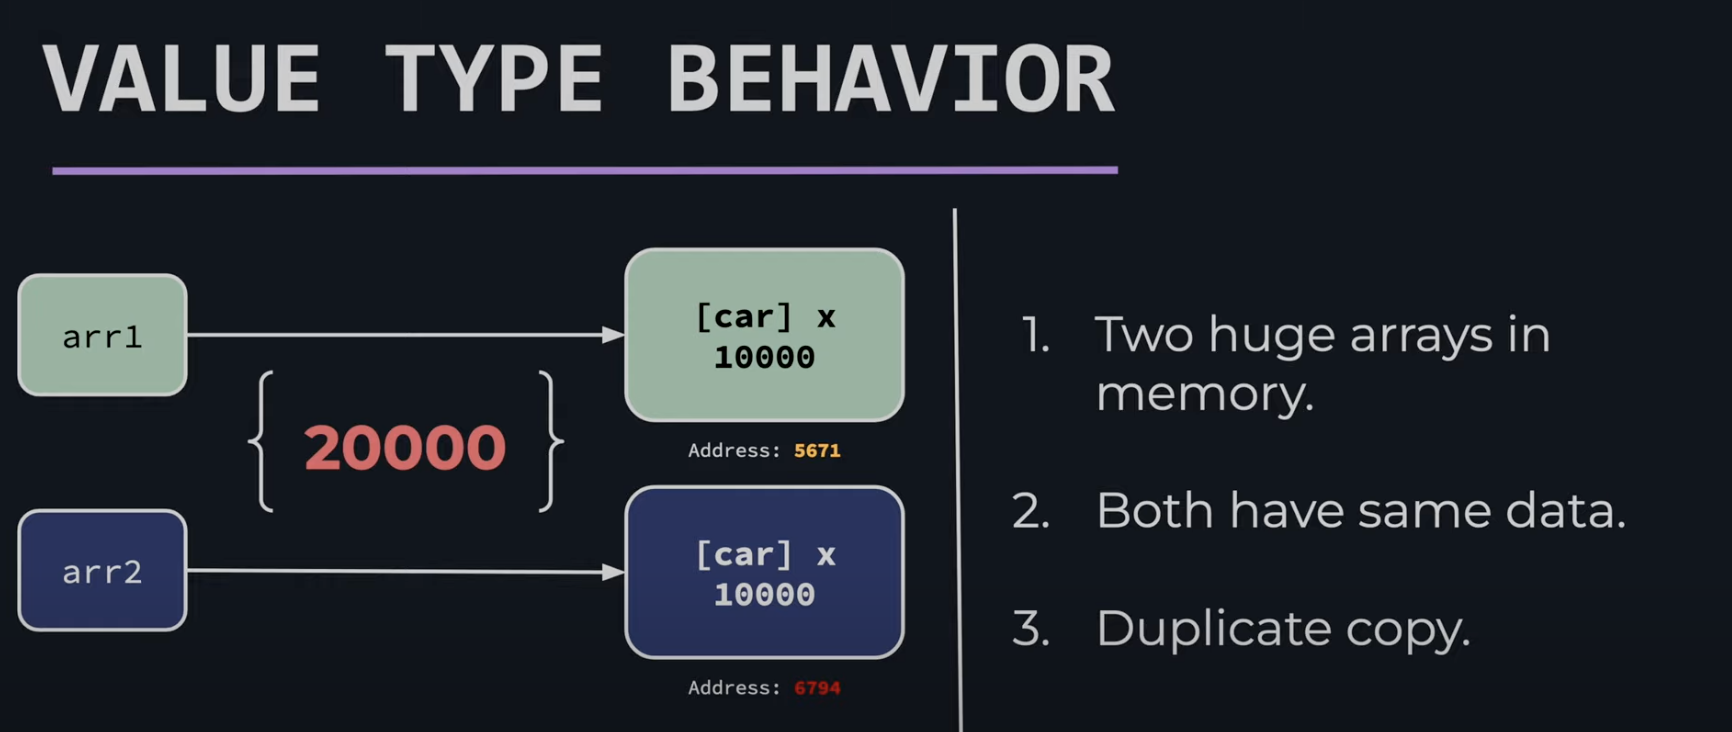 VALUE TYPE BEHAVIOR
arr1
[car] x
10000
Address: 5671
{ 20000 }
arr2
[car] x
10000
Address: 6794
1. Two huge arrays in
memory.
2. Both have same data.
3. Duplicate copy.